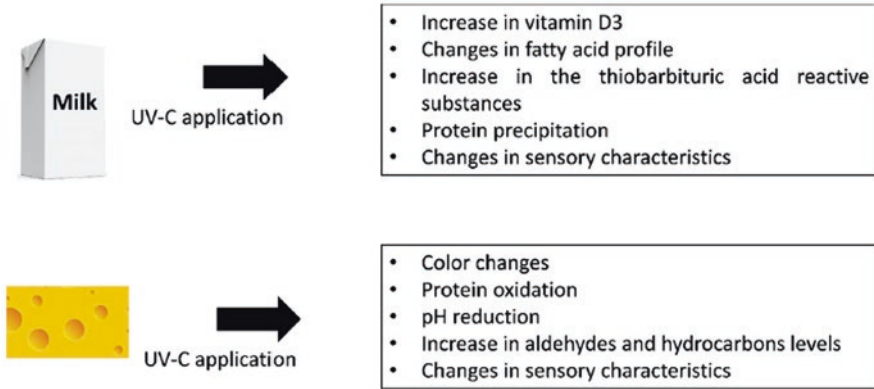 Milk
UV-C application
• Increase in vitamin D3
• Changes in fatty acid profile
• Increase in the thiobarbituric acid reactive
substances
• Protein precipitation
• Changes in sensory characteristics
UV-C application
• Color changes
• Protein oxidation
• pH reduction
• Increase in aldehydes and hydrocarbons levels
• Changes in sensory characteristics